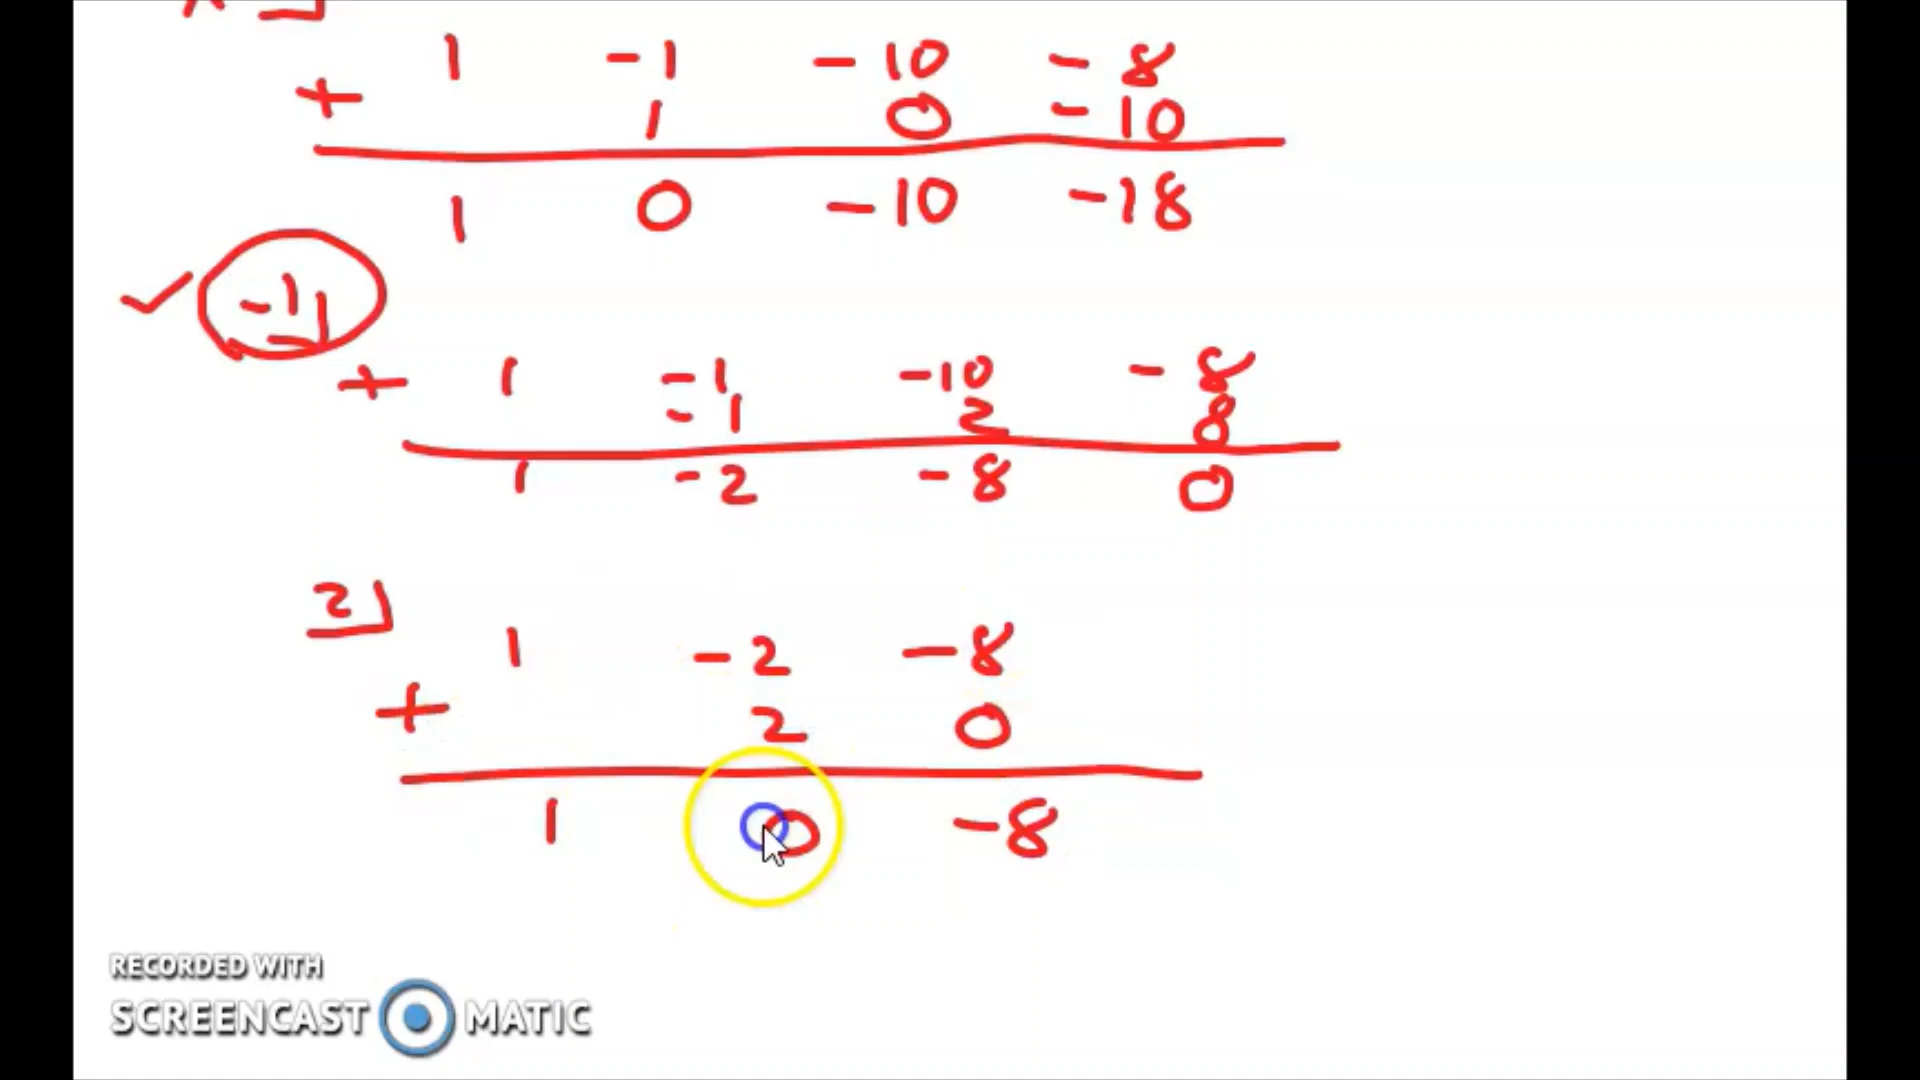 1 -1 -10 -8
+ 1 0 -10
1 0 -10 -18
-1
+ 1 -1 -10 -8
-1 2 8
1 -2 -8 0
2
1 -2 -8
+ 2 0
1 0 -8
RECORDED WITH
SCREENCAST MATIC